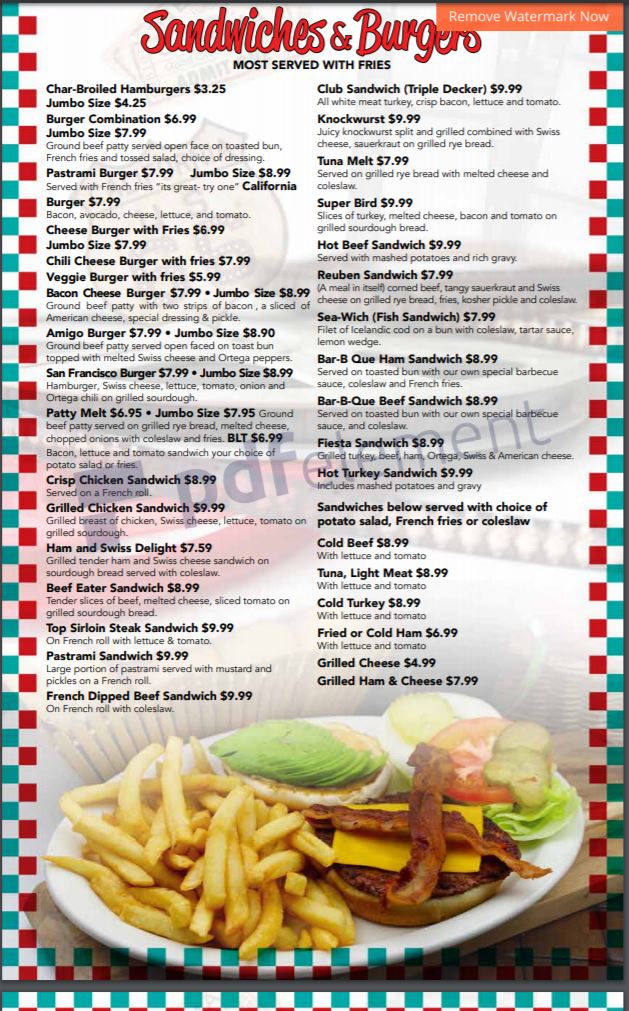 Remove Watermark Now
Sandwiches & Burgers
MOST SERVED WITH FRIES
Char-Broiled Hamburgers $3.25
Jumbo Size $4.25
Burger Combination $6.99
Jumbo Size $7.99
Ground beef patty served open face on toasted bun,
French fries and tossed salad, choice of dressing.
Pastrami Burger $7.99 Jumbo Size $8.99
Served with French fries "its great- try one" California
Burger $7.99
Bacon, avocado, cheese, lettuce, and tomato.
Cheese Burger with Fries $6.99
Jumbo Size $7.99
Chili Cheese Burger with fries $7.99
Veggie Burger with fries $5.99
Bacon Cheese Burger $7.99 • Jumbo Size $8.99
Ground beef patty with two strips of bacon , a sliced of
American cheese, special dressing & pickle.
Amigo Burger $7.99 • Jumbo Size $8.90
Ground beef patty served open faced on toast bun
topped with melted Swiss cheese and Ortega peppers.
San Francisco Burger $7.99 • Jumbo Size $8.99
Hamburger, Swiss cheese, lettuce, tomato, onion and
Ortega chili on grilled sourdough.
Patty Melt $6.95 • Jumbo Size $7.95 Ground
beef patty served on grilled rye bread, melted cheese,
chopped onions with coleslaw and fries. BLT $6.99
Bacon, lettuce and tomato sandwich your choice of
potato salad or fries.
Crisp Chicken Sandwich $8.99
Served on a French roll.
Grilled Chicken Sandwich $9.99
Grilled breast of chicken, Swiss cheese, lettuce, tomato on
grilled sourdough.
Ham and Swiss Delight $7.59
Grilled tender ham and Swiss cheese sandwich on
sourdough bread served with coleslaw.
Beef Eater Sandwich $8.99
Tender slices of beef, melted cheese, sliced tomato on
grilled sourdough bread.
Top Sirloin Steak Sandwich $9.99
On French roll with lettuce & tomato.
Pastrami Sandwich $9.99
Large portion of pastrami served with mustard and
pickles on a French roll.
French Dipped Beef Sandwich $9.99
On French roll with coleslaw.
Club Sandwich (Triple Decker) $9.99
All white meat turkey, crisp bacon, lettuce and tomato.
Knockwurst $9.99
Juicy knockwurst split and grilled combined with Swiss
cheese, sauerkraut on grilled rye bread.
Tuna Melt $7.99
Served on grilled rye bread with melted cheese and
coleslaw.
Super Bird $9.99
Slices of turkey, melted cheese, bacon and tomato on
grilled sourdough bread.
Hot Beef Sandwich $9.99
Served with mashed potatoes and rich gravy.
Reuben Sandwich $7.99
(A meal in itself) corned beef, tangy sauerkraut and Swiss
cheese on grilled rye bread, fries, kosher pickle and coleslaw.
Sea-Wich (Fish Sandwich) $7.99
Filet of Icelandic cod on a bun with coleslaw, tartar sauce,
lemon wedge.
Bar-B Que Ham Sandwich $8.99
Served on toasted bun with our own special barbecue
sauce, coleslaw and French fries.
Bar-B-Que Beef Sandwich $8.99
Served on toasted bun with our own special barbecue
sauce, and coleslaw.
Fiesta Sandwich $8.99
Grilled turkey, beef, ham, Ortega, Swiss & American cheese.
Hot Turkey Sandwich $9.99
Includes mashed potatoes and gravy
Sandwiches below served with choice of
potato salad, French fries or coleslaw
Cold Beef $8.99
With lettuce and tomato
Tuna, Light Meat $8.99
With lettuce and tomato
Cold Turkey $8.99
With lettuce and tomato
Fried or Cold Ham $6.99
With lettuce and tomato
Grilled Cheese $4.99
Grilled Ham & Cheese $7.99
pdfelement